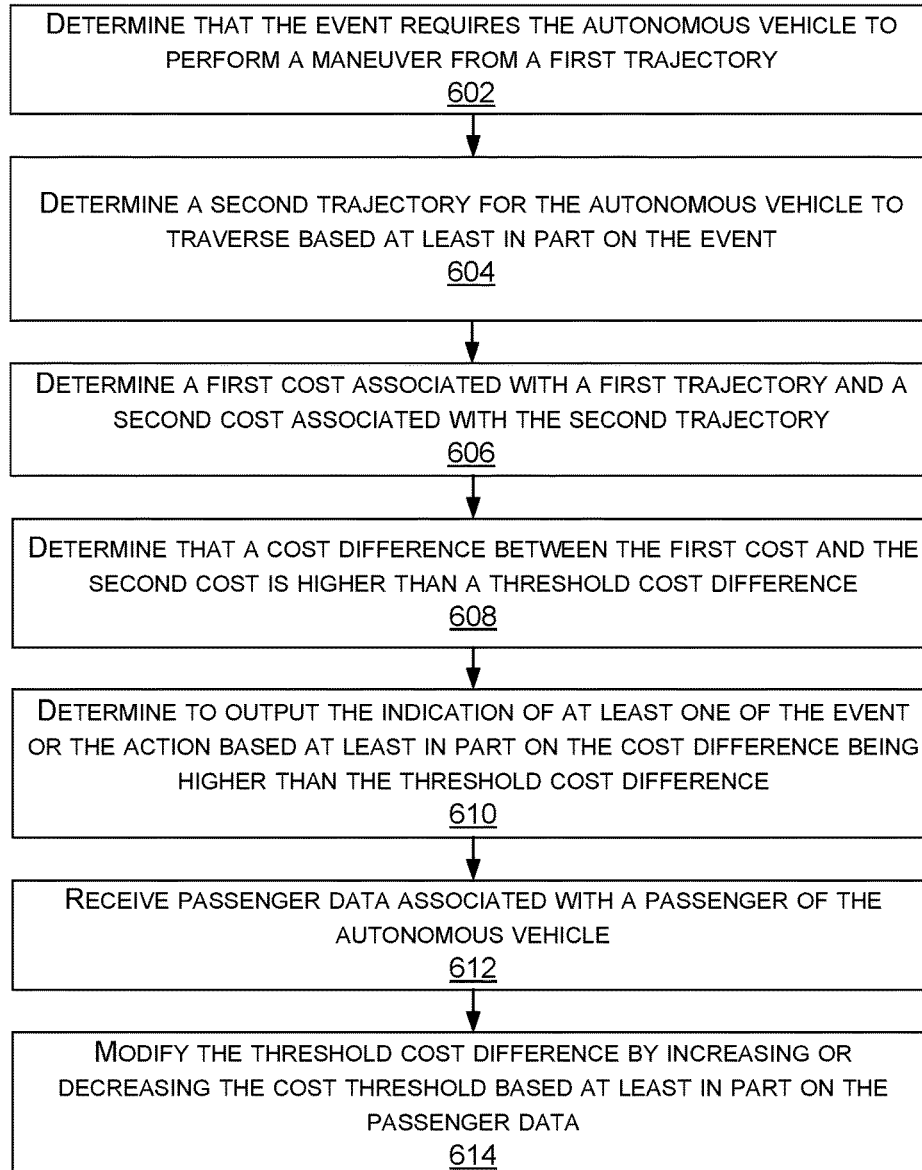 DETERMINE THAT THE EVENT REQUIRES THE AUTONOMOUS VEHICLE TO
PERFORM A MANEUVER FROM A FIRST TRAJECTORY
602
DETERMINE A SECOND TRAJECTORY FOR THE AUTONOMOUS VEHICLE TO
TRAVERSE BASED AT LEAST IN PART ON THE EVENT
604
DETERMINE A FIRST COST ASSOCIATED WITH A FIRST TRAJECTORY AND A
SECOND COST ASSOCIATED WITH THE SECOND TRAJECTORY
606
DETERMINE THAT A COST DIFFERENCE BETWEEN THE FIRST COST AND THE
SECOND COST IS HIGHER THAN A THRESHOLD COST DIFFERENCE
608
DETERMINE TO OUTPUT THE INDICATION OF AT LEAST ONE OF THE EVENT
OR THE ACTION BASED AT LEAST IN PART ON THE COST DIFFERENCE BEING
HIGHER THAN THE THRESHOLD COST DIFFERENCE
610
RECEIVE PASSENGER DATA ASSOCIATED WITH A PASSENGER OF THE
AUTONOMOUS VEHICLE
612
MODIFY THE THRESHOLD COST DIFFERENCE BY INCREASING OR
DECREASING THE COST THRESHOLD BASED AT LEAST IN PART ON THE
PASSENGER DATA
614